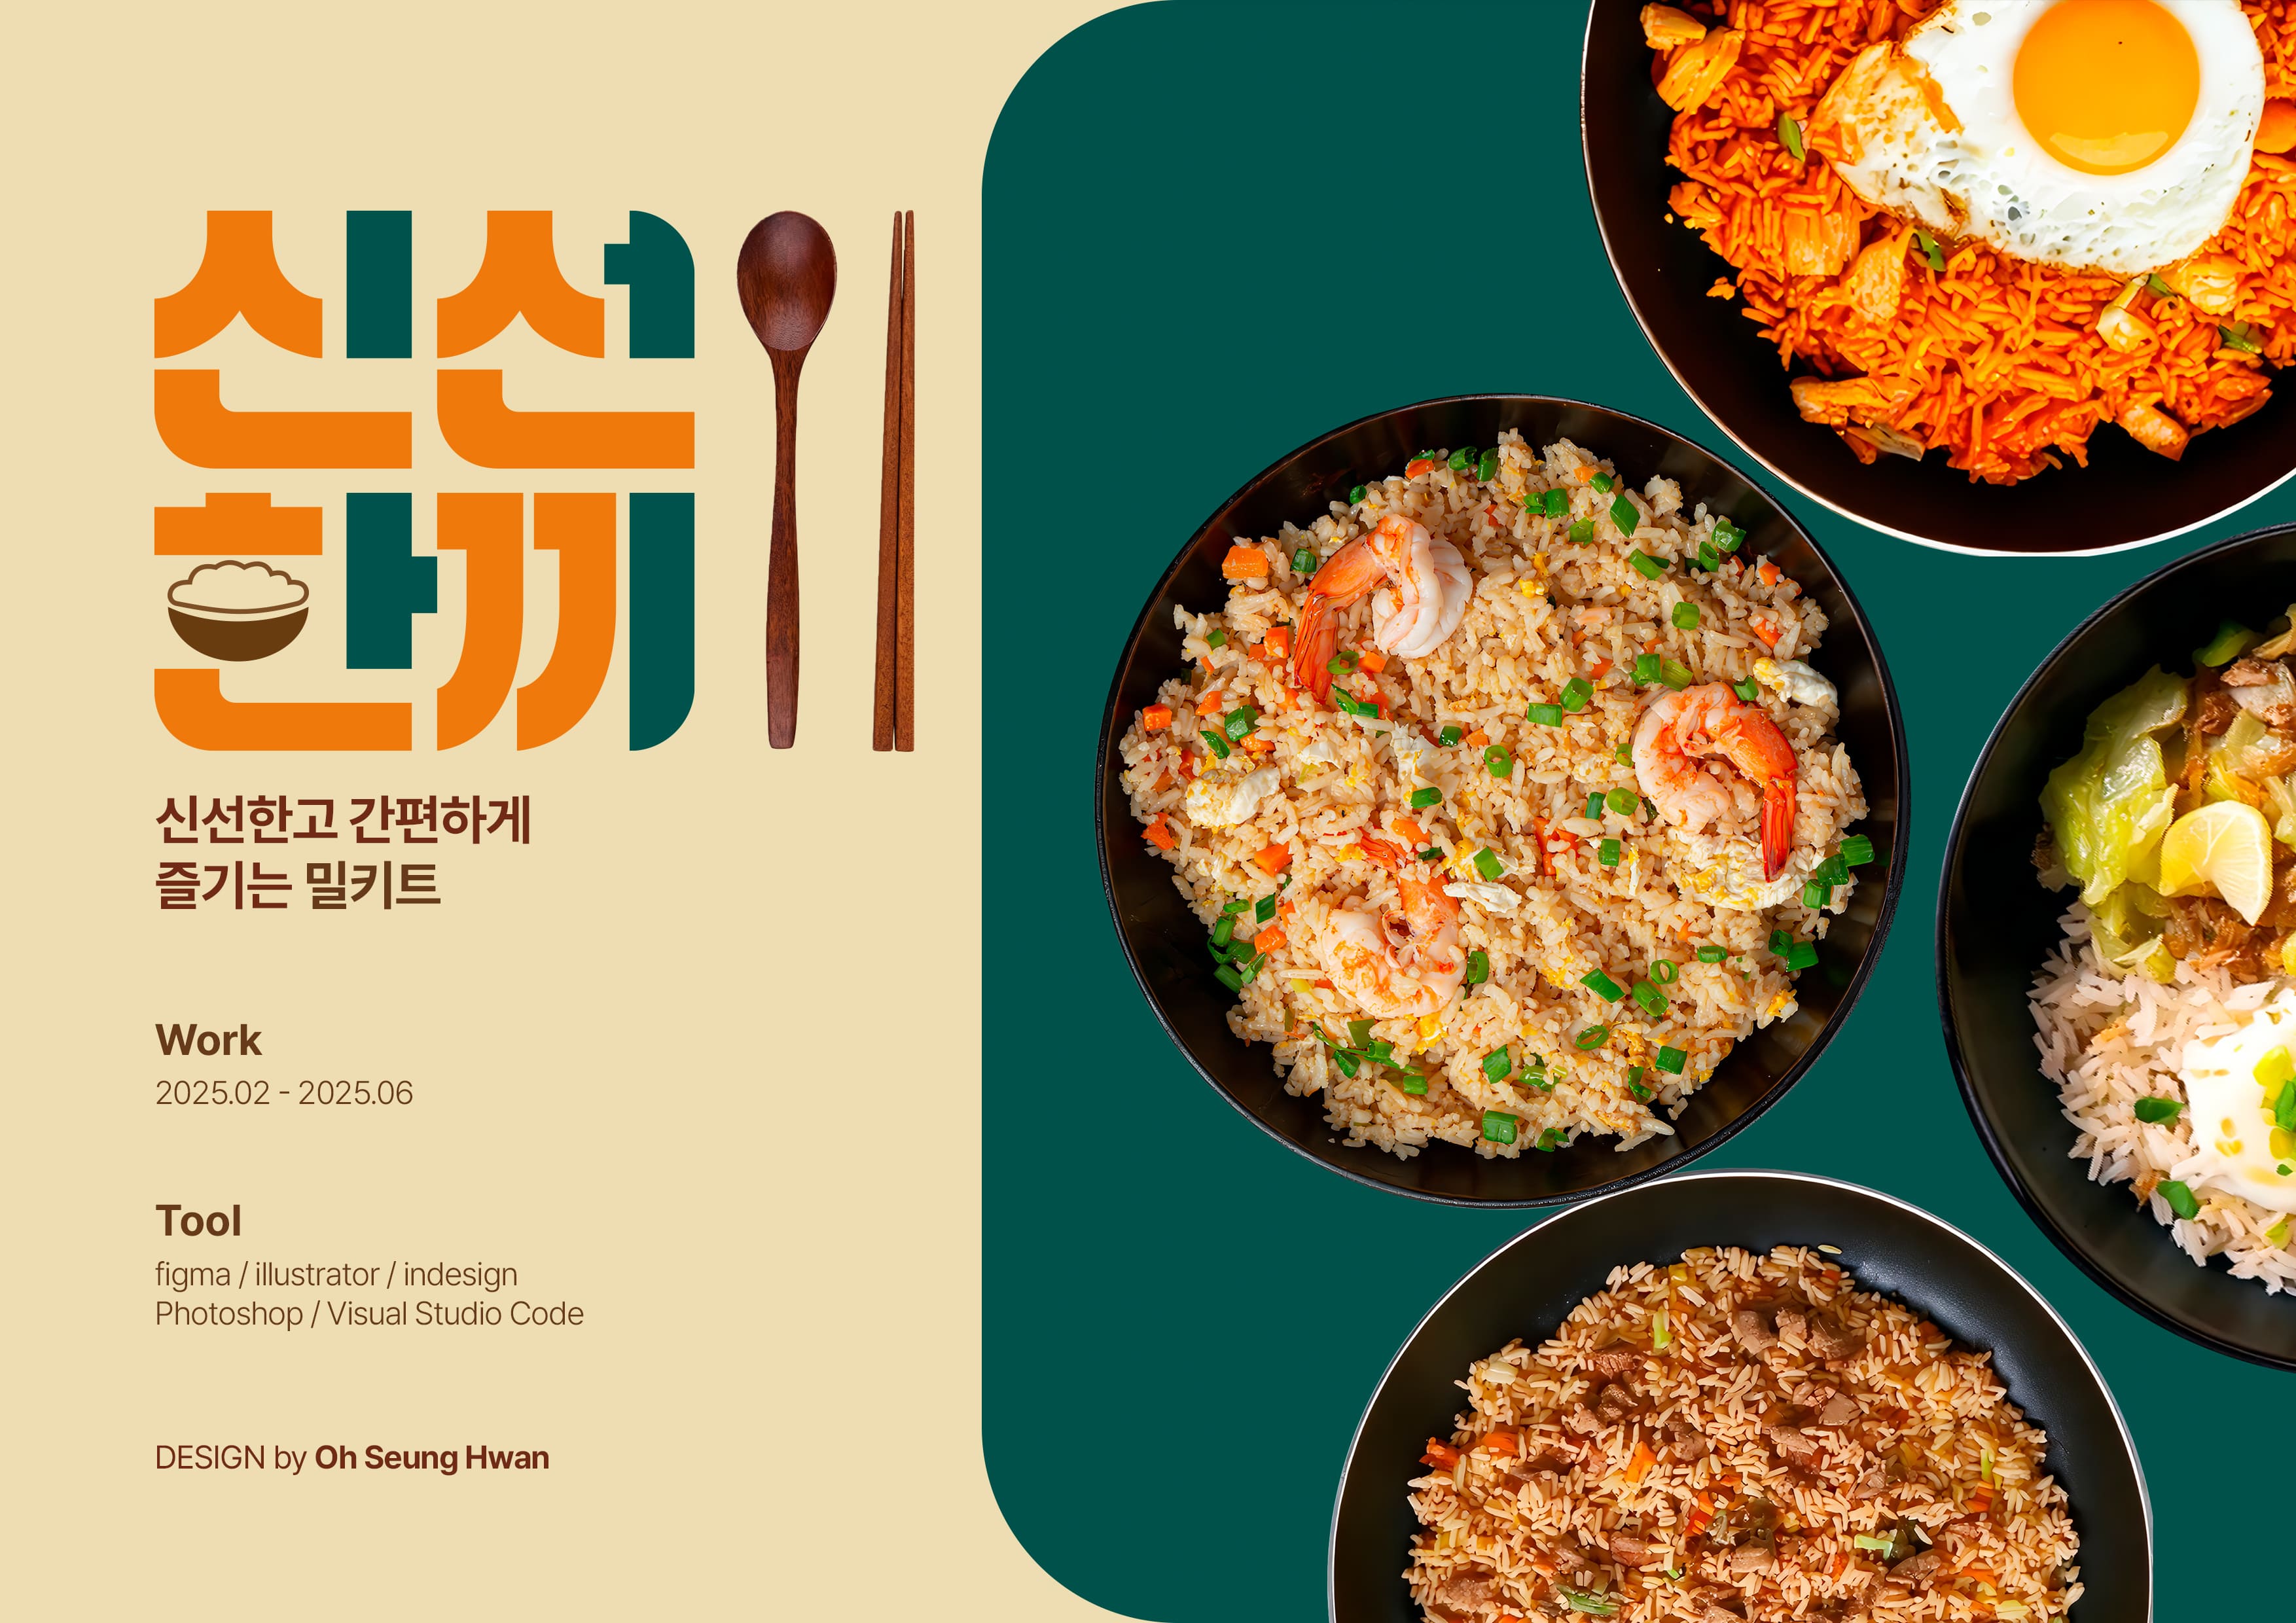 신선
한끼
신선한고 간편하게
즐기는 밀키트
Work
2025.02 - 2025.06
Tool
figma / illustrator / indesign
Photoshop / Visual Studio Code
DESIGN by Oh Seung Hwan